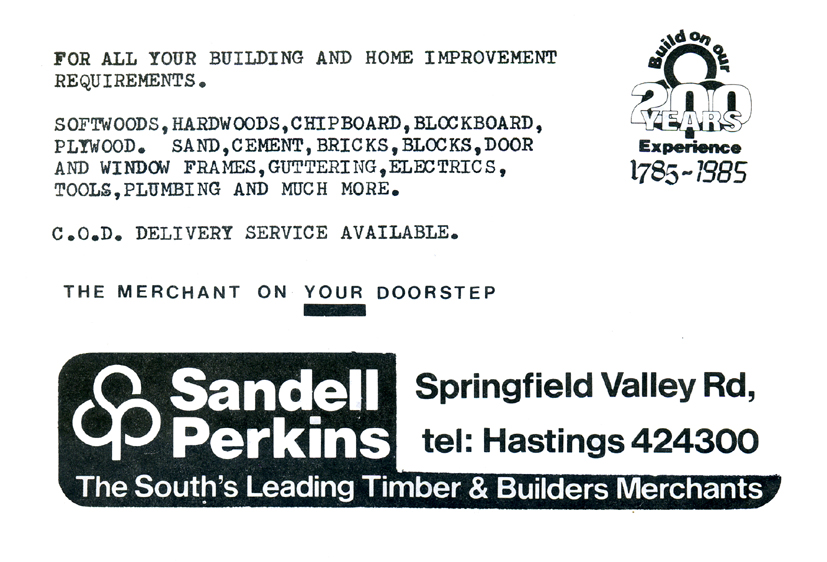 FOR ALL YOUR BUILDING AND HOME IMPROVEMENT
REQUIREMENTS.
SOFTWOODS,HARDWOODS,CHIPBOARD,BLOCKBOARD,
PLYWOOD. SAND,CEMENT,BRICKS,BLOCKS,DOOR
AND WINDOW FRAMES,GUTTERING,ELECTRICS,
TOOLS,PLUMBING AND MUCH MORE.
C.O.D. DELIVERY SERVICE AVAILABLE.
Build on our
200
YEARS
Experience
1785~1985
THE MERCHANT ON YOUR DOORSTEP
Sandell
Perkins
Springfield Valley Rd,
tel: Hastings 424300
The South's Leading Timber & Builders Merchants